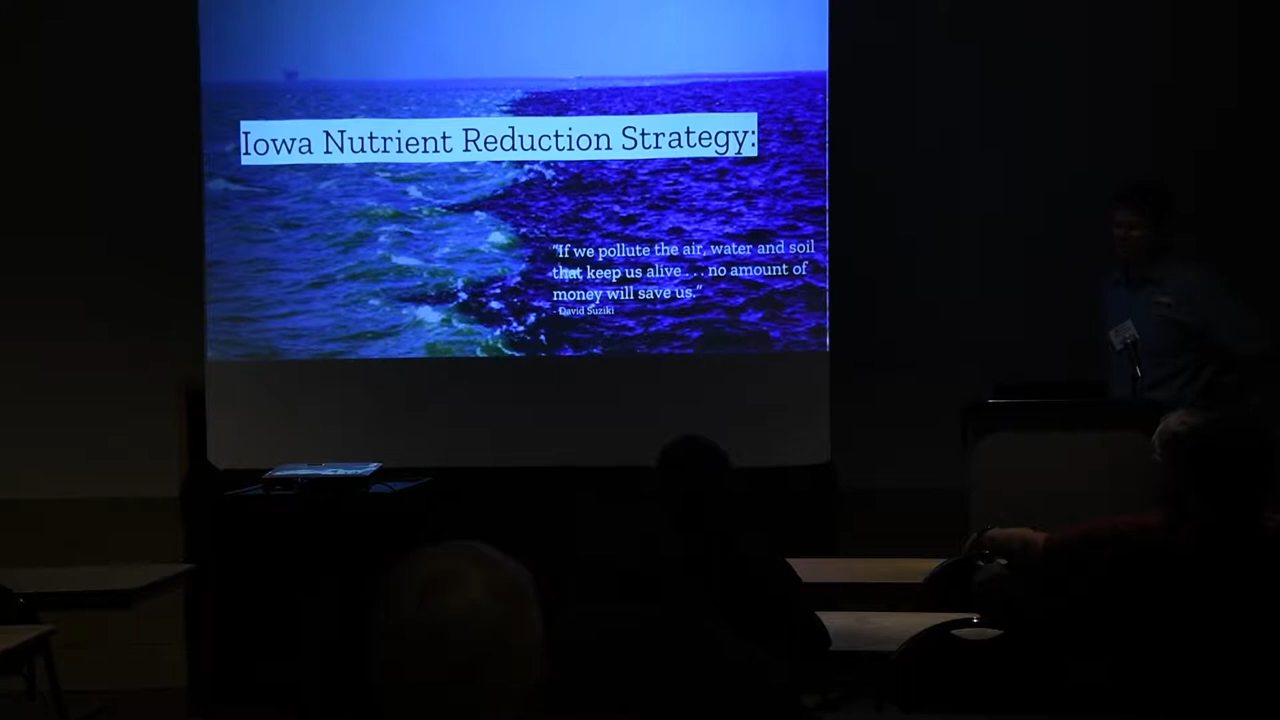 Iowa Nutrient Reduction Strategy:
“If we pollute the air, water and soil
that keep us alive . . . no amount of
money will save us.”
- David Suziki